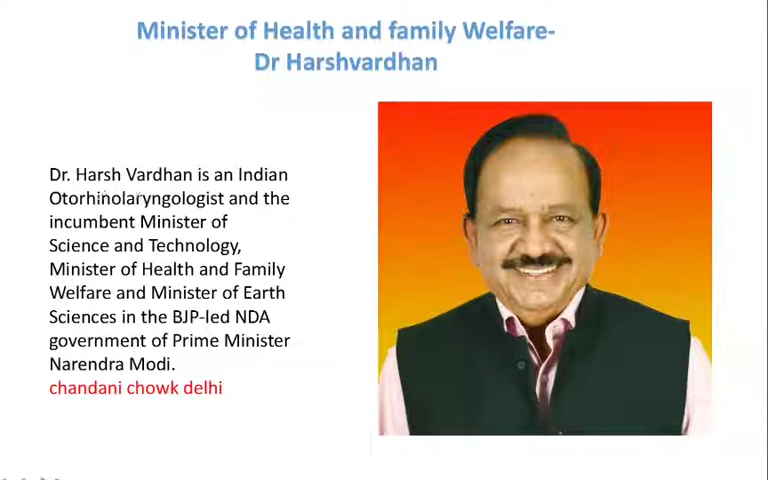 Minister of Health and family Welfare-
Dr Harshvardhan
Dr. Harsh Vardhan is an Indian
Otorhinolaryngologist and the
incumbent Minister of
Science and Technology,
Minister of Health and Family
Welfare and Minister of Earth
Sciences in the BJP-led NDA
government of Prime Minister
Narendra Modi.
chandani chowk delhi